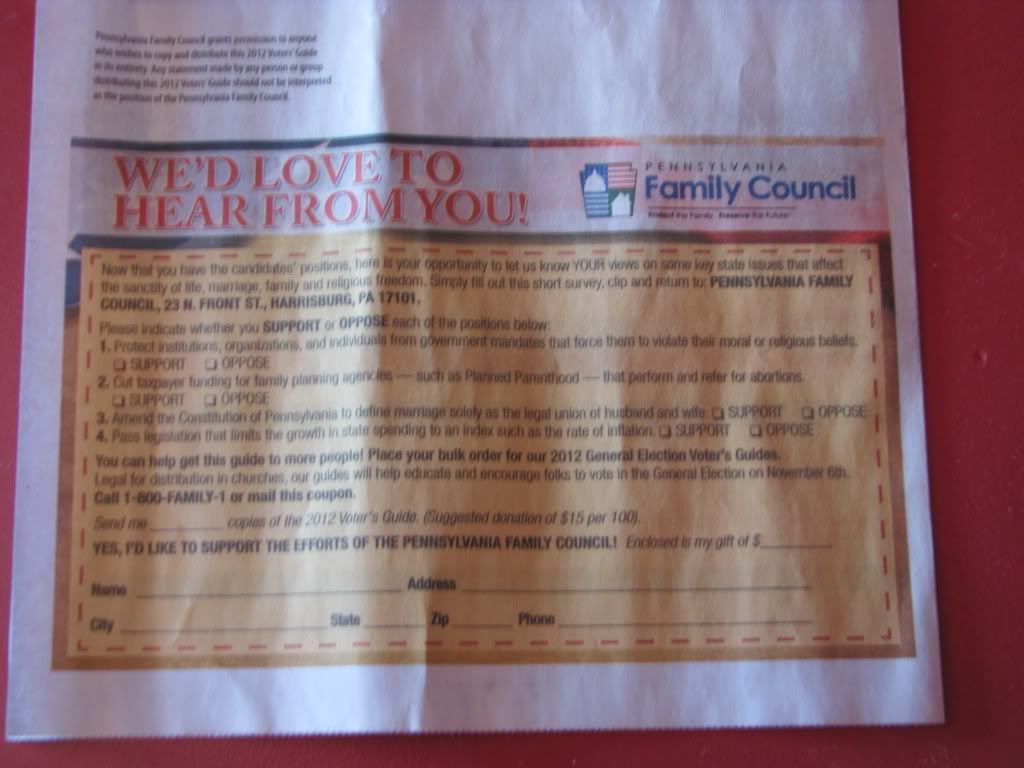 Pennsylvania Family Council grants permission to anyone
who wishes to copy and distribute this 2012 Voters' Guide
in its entirety. Any statement made by any person or group
distributing this 2012 Voters' Guide should not be interpreted
as the position of the Pennsylvania Family Council.
WE'D LOVE TO
HEAR FROM YOU!
PENNSYLVANIA
Family Council
Protect the Family. Preserve the Future.
Now that you have the candidates' positions, here is your opportunity to let us know YOUR views on some key state issues that affect
the sanctity of life, marriage, family and religious freedom. Simply fill out this short survey, clip and return to: PENNSYLVANIA FAMILY
COUNCIL, 23 N. FRONT ST., HARRISBURG, PA 17101.
Please indicate whether you SUPPORT or OPPOSE each of the positions below:
1. Protect institutions, organizations, and individuals from government mandates that force them to violate their moral or religious beliefs.
❏ SUPPORT ❏ OPPOSE
2. Cut taxpayer funding for family planning agencies — such as Planned Parenthood — that perform and refer for abortions.
❏ SUPPORT ❏ OPPOSE
3. Amend the Constitution of Pennsylvania to define marriage solely as the legal union of husband and wife. ❏ SUPPORT ❏ OPPOSE
4. Pass legislation that limits the growth in state spending to an index such as the rate of inflation. ❏ SUPPORT ❏ OPPOSE
You can help get this guide to more people! Place your bulk order for our 2012 General Election Voter's Guides.
Legal for distribution in churches, our guides will help educate and encourage folks to vote in the General Election on November 6th.
Call 1-800-FAMILY-1 or mail this coupon.
Send me ________ copies of the 2012 Voter's Guide. (Suggested donation of $15 per 100).
YES, I'D LIKE TO SUPPORT THE EFFORTS OF THE PENNSYLVANIA FAMILY COUNCIL! Enclosed is my gift of $________
Name ________ Address ________
City ________ State ________ Zip ________ Phone ________